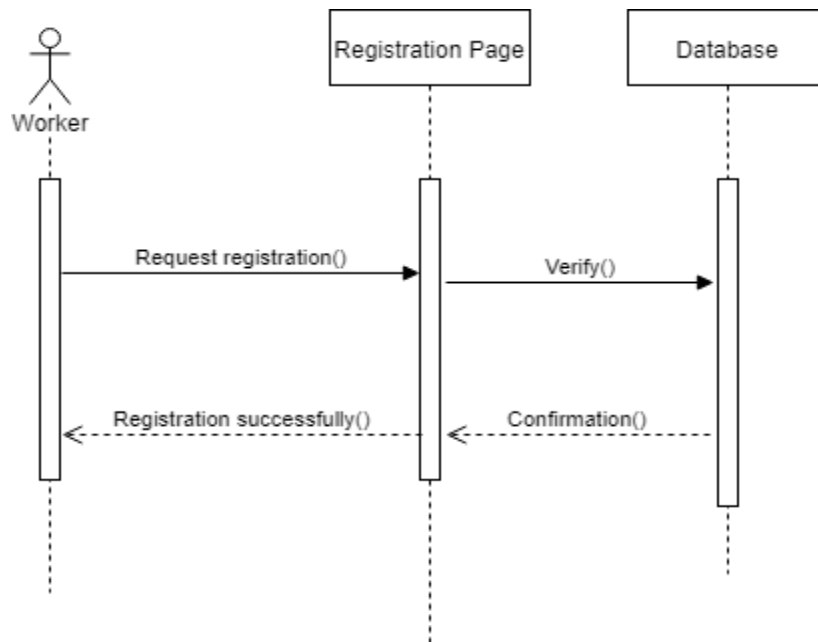 Registration Page
Database
Worker
Request registration()
Verify()
Registration successfully()
Confirmation()